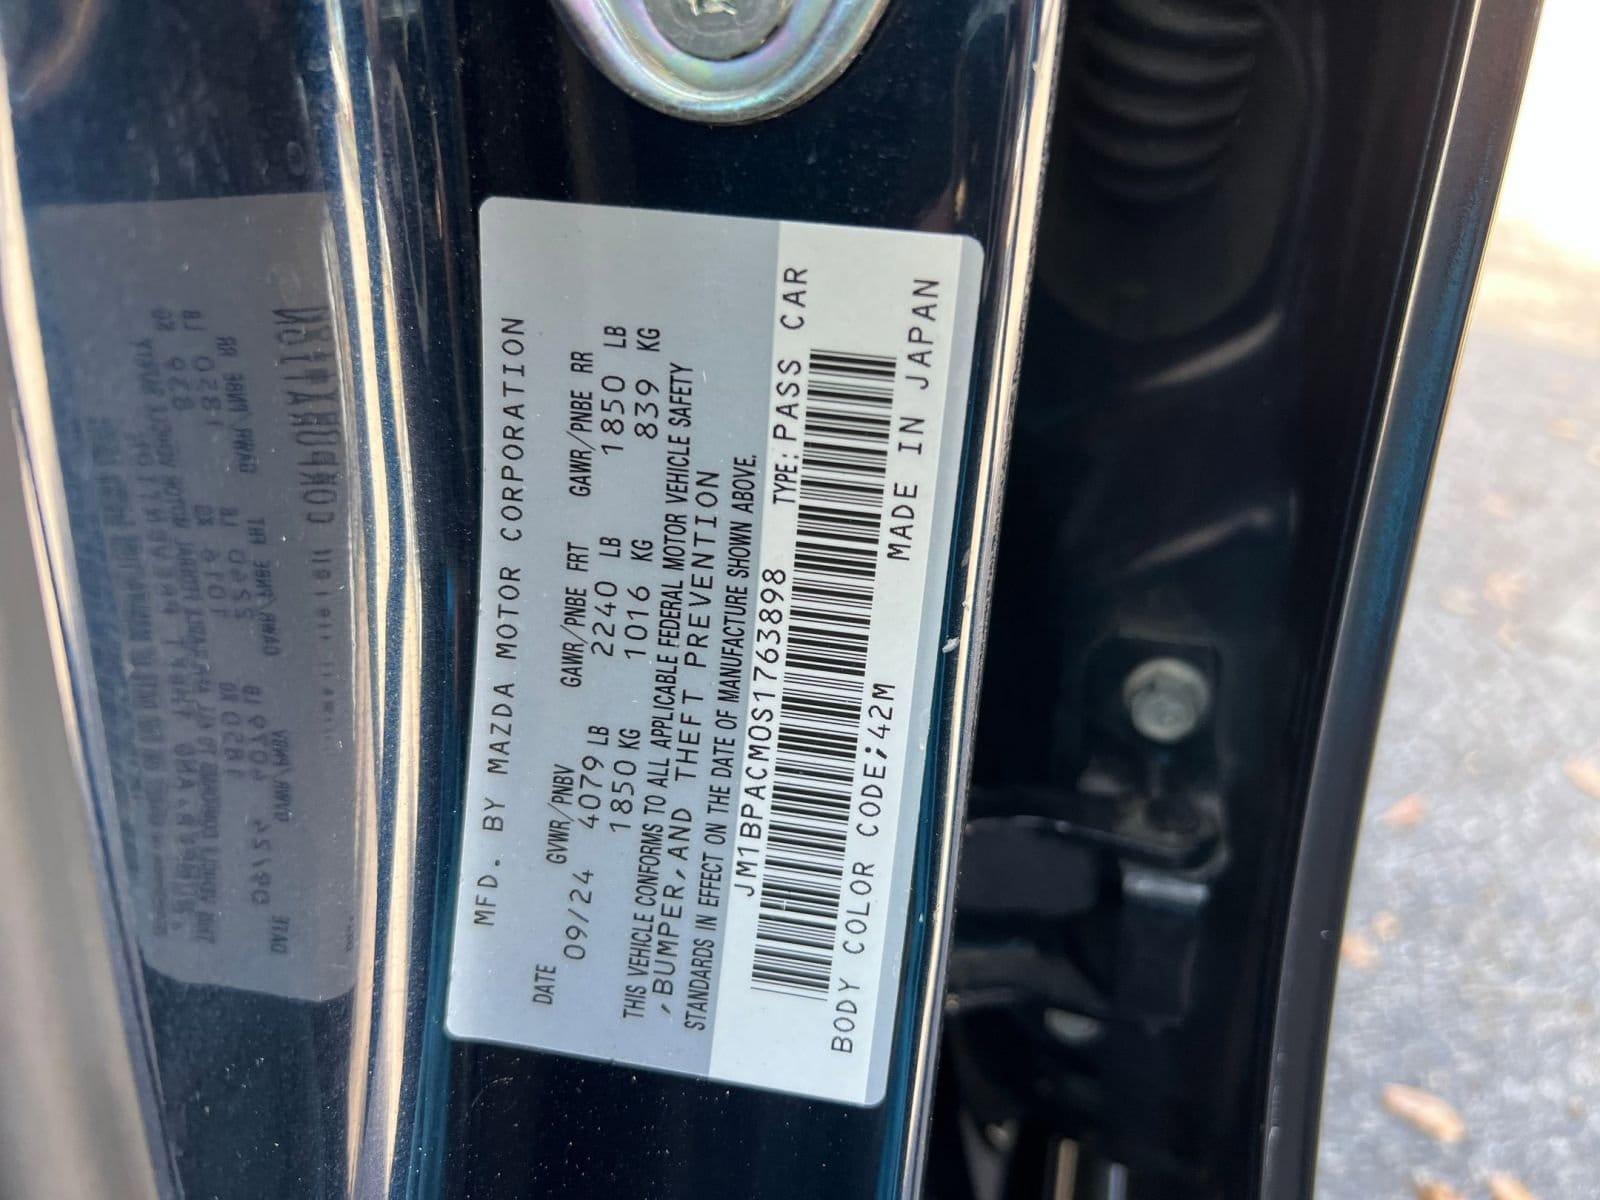 MFD. BY MAZDA MOTOR CORPORATION
DATE GVWR/PNBV GAWR/PNBE FRT GAWR/PNBE RR
09/24 4079 LB 2240 LB 1850 LB
1850 KG 1016 KG 839 KG
THIS VEHICLE CONFORMS TO ALL APPLICABLE FEDERAL MOTOR VEHICLE SAFETY
,BUMPER,AND THEFT PREVENTION
STANDARDS IN EFFECT ON THE DATE OF MANUFACTURE SHOWN ABOVE.
JM1BPACM0S1763898 TYPE: PASS CAR
BODY COLOR CODE;42M MADE IN JAPAN